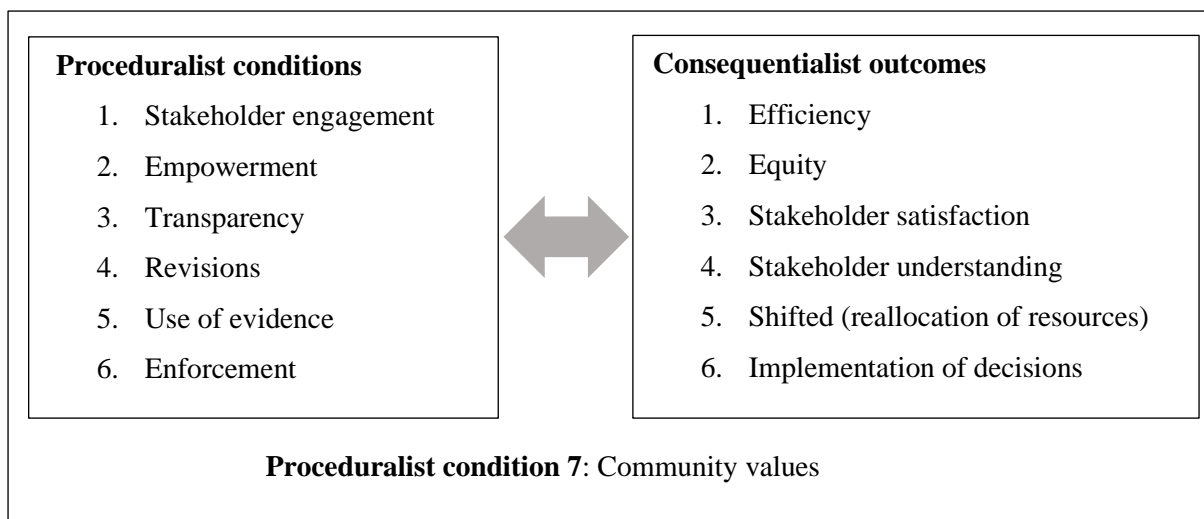 Proceduralist conditions
1. Stakeholder engagement
2. Empowerment
3. Transparency
4. Revisions
5. Use of evidence
6. Enforcement
Consequentialist outcomes
1. Efficiency
2. Equity
3. Stakeholder satisfaction
4. Stakeholder understanding
5. Shifted (reallocation of resources)
6. Implementation of decisions
Proceduralist condition 7: Community values